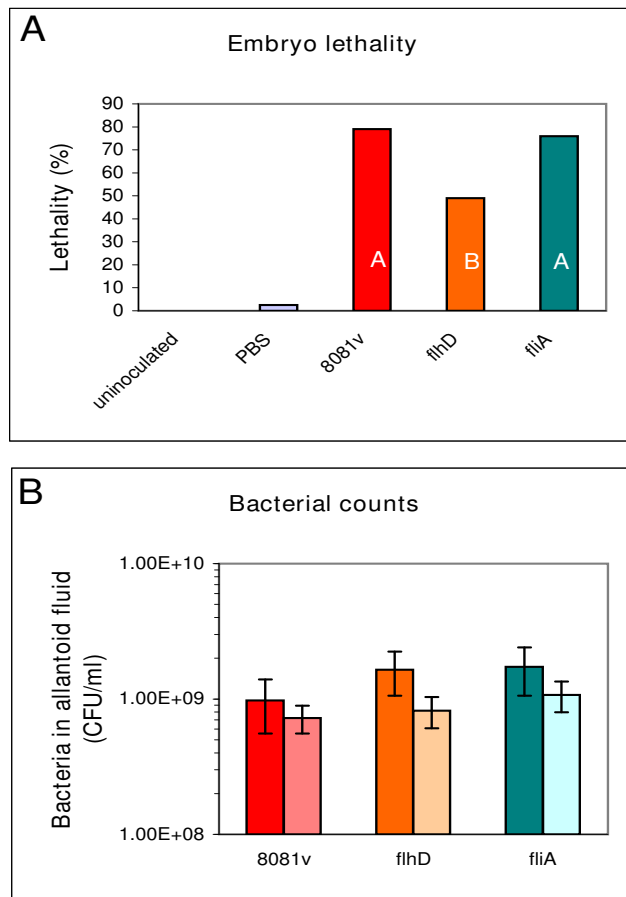 A
Embryo lethality
Lethality (%)
90
80
70
60
50
40
30
20
10
0
A
B
A
uninoculated
PBS
8081v
flhD
fliA
B
Bacterial counts
Bacteria in allantoid fluid
(CFU/ml)
1.00E+10
1.00E+09
1.00E+08
8081v
flhD
fliA